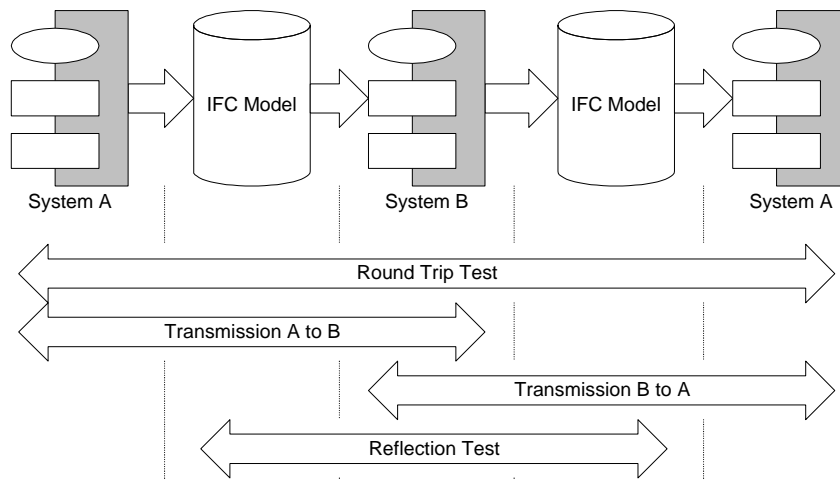 IFC Model
IFC Model
System A
System B
System A
Round Trip Test
Transmission A to B
Transmission B to A
Reflection Test